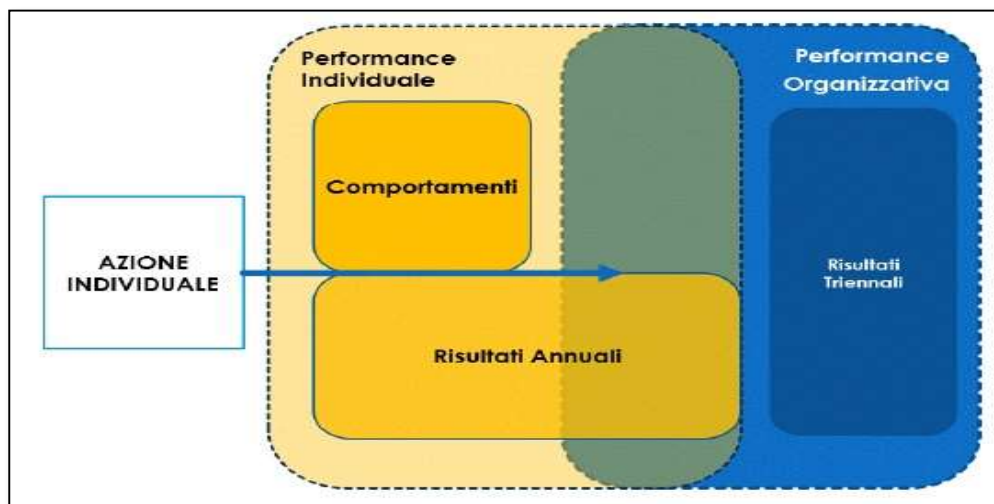 Performance
Individuale
Performance
Organizzativa
Comportamenti
AZIONE
INDIVIDUALE
Risultati
Triennali
Risultati Annuali